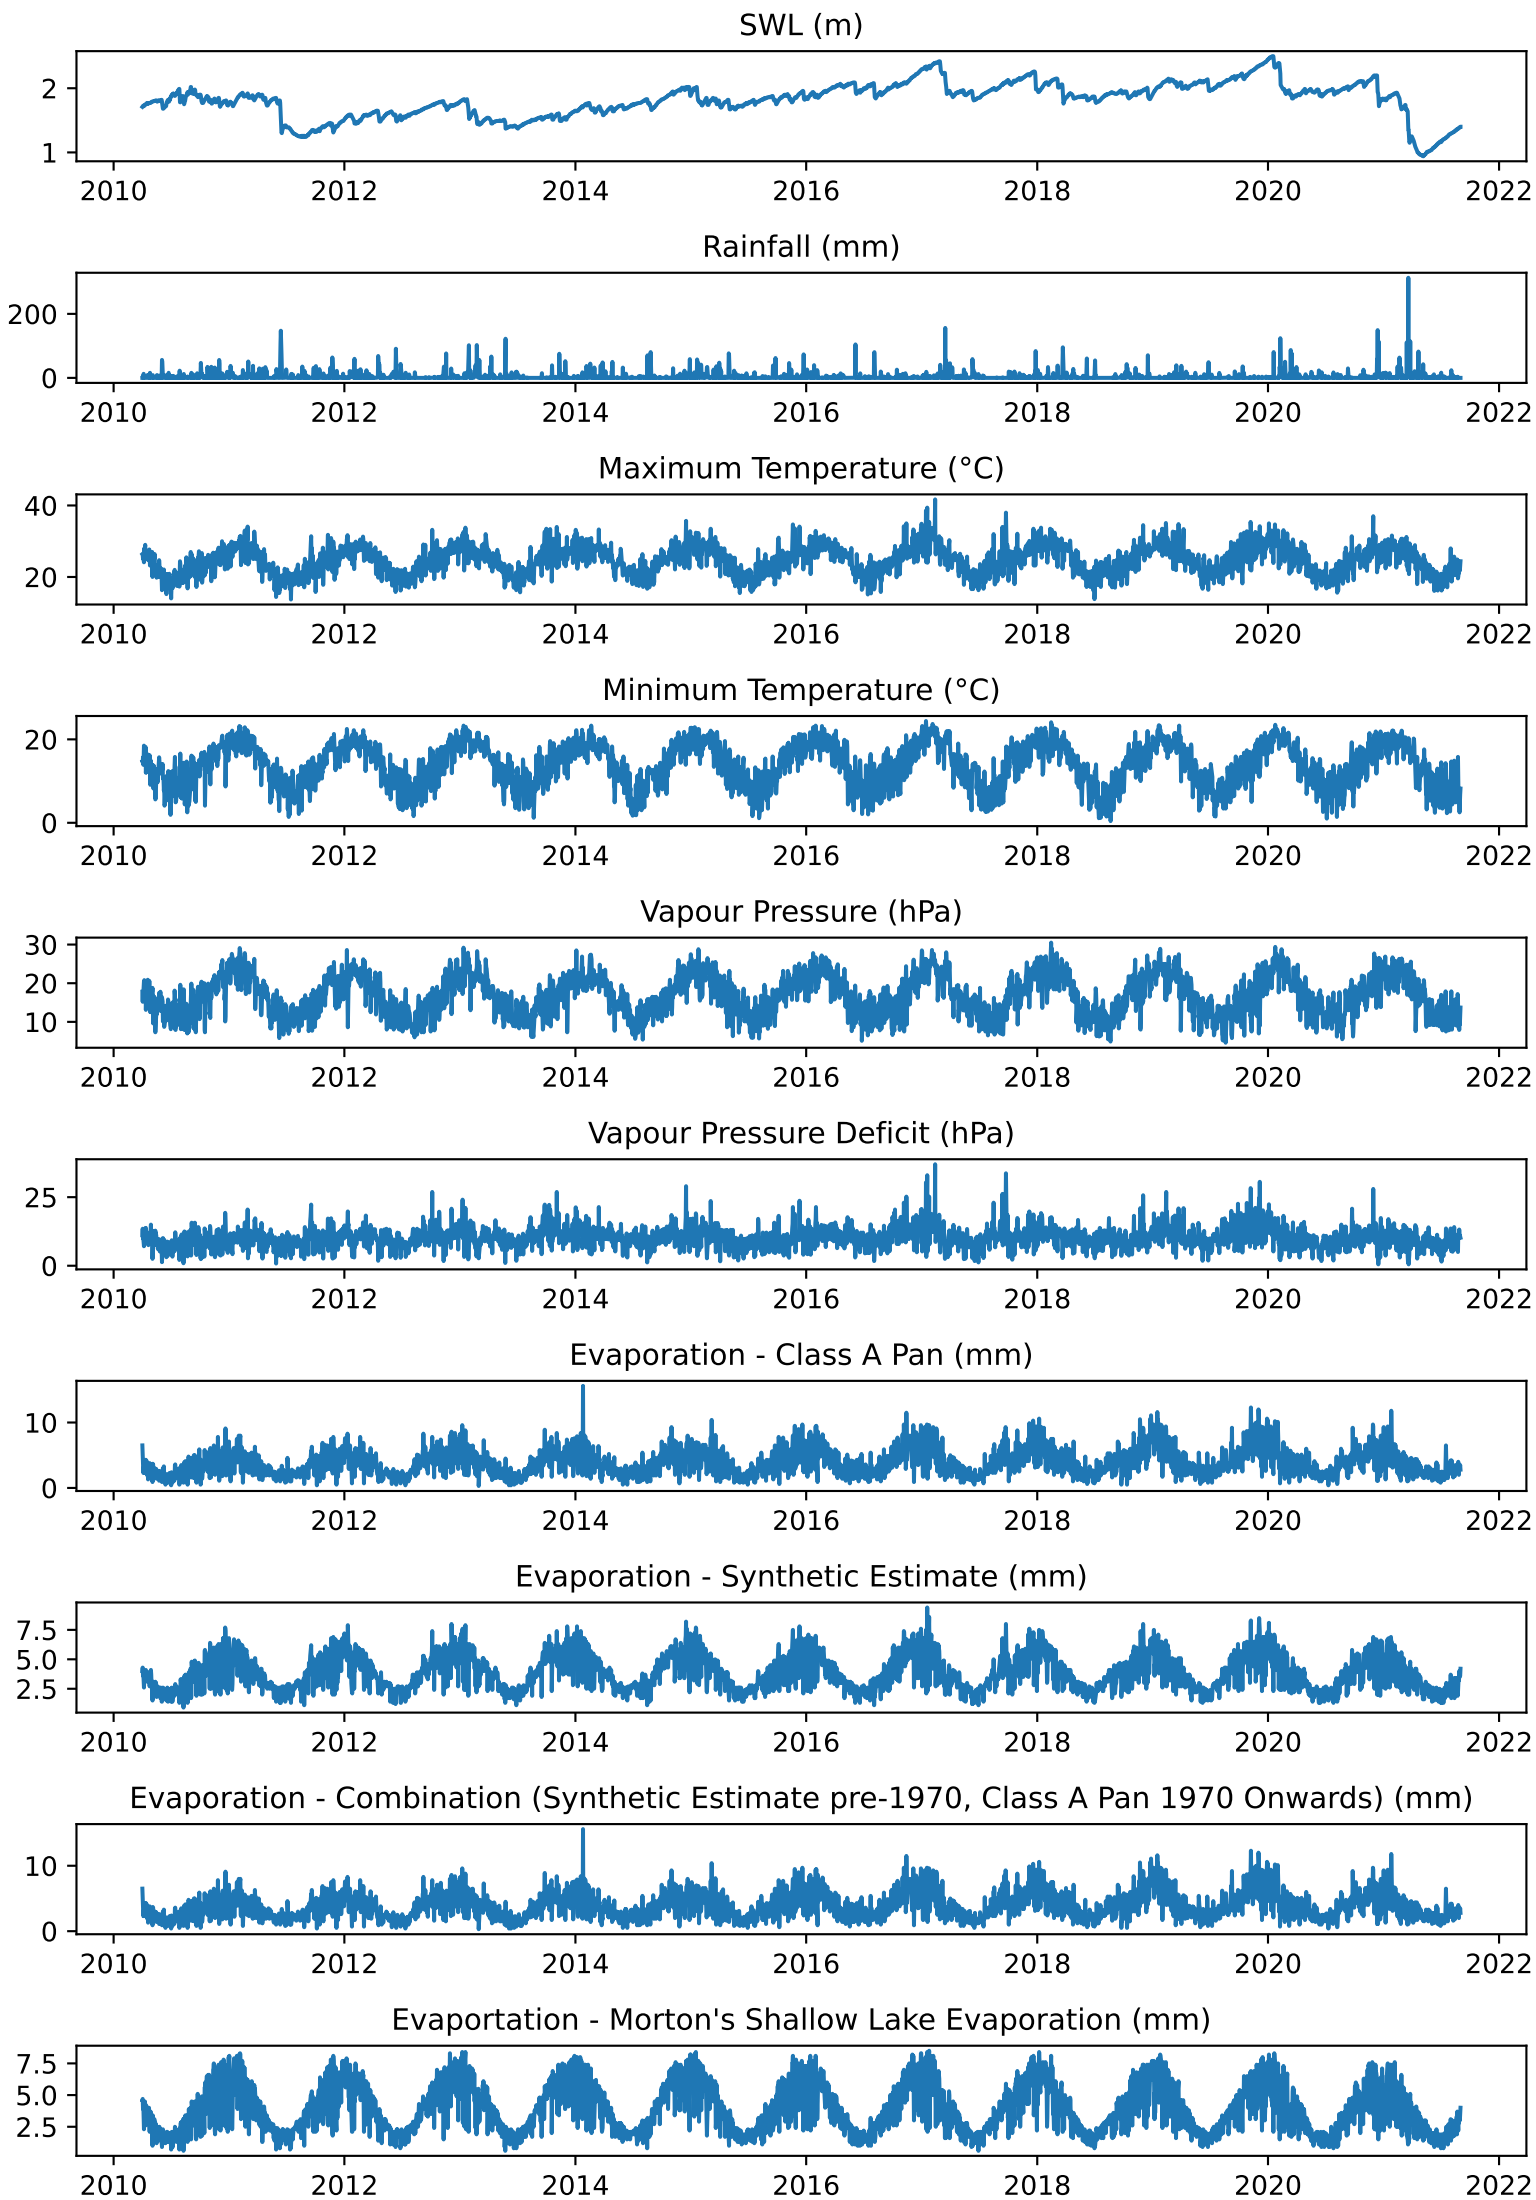 SWL (m)
2
1
2010 2012 2014 2016 2018 2020 2022
Rainfall (mm)
200
0
2010 2012 2014 2016 2018 2020 2022
Maximum Temperature (°C)
40
20
2010 2012 2014 2016 2018 2020 2022
Minimum Temperature (°C)
20
0
2010 2012 2014 2016 2018 2020 2022
Vapour Pressure (hPa)
30
20
10
2010 2012 2014 2016 2018 2020 2022
Vapour Pressure Deficit (hPa)
25
0
2010 2012 2014 2016 2018 2020 2022
Evaporation - Class A Pan (mm)
10
0
2010 2012 2014 2016 2018 2020 2022
Evaporation - Synthetic Estimate (mm)
7.5
5.0
2.5
2010 2012 2014 2016 2018 2020 2022
Evaporation - Combination (Synthetic Estimate pre-1970, Class A Pan 1970 Onwards) (mm)
10
0
2010 2012 2014 2016 2018 2020 2022
Evaportation - Morton's Shallow Lake Evaporation (mm)
7.5
5.0
2.5
2010 2012 2014 2016 2018 2020 2022